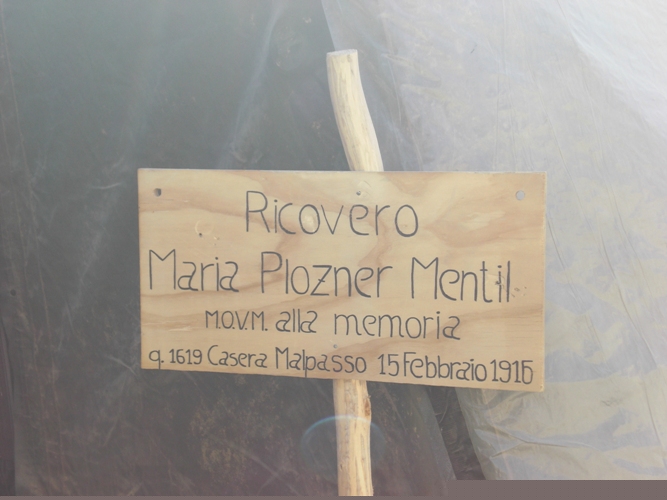 Ricovero
Maria Plozner Mentil
M.O.V.M. alla memoria
q. 1619 Casera Malpasso 15 Febbraio 1916